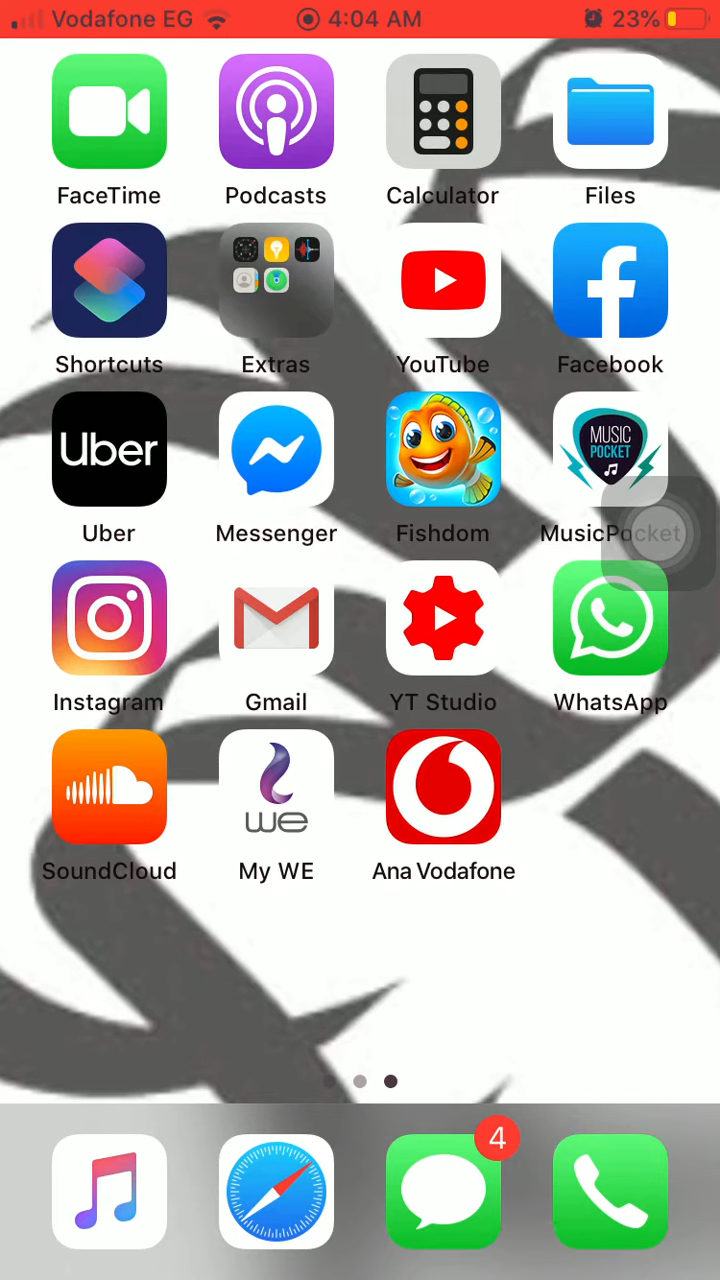 Vodafone EG 4:04 AM 23%
FaceTime Podcasts Calculator Files
Shortcuts Extras YouTube Facebook
Uber
MUSIC
POCKET
Uber Messenger Fishdom MusicPocket
Instagram Gmail YT Studio WhatsApp
we
SoundCloud My WE Ana Vodafone
4